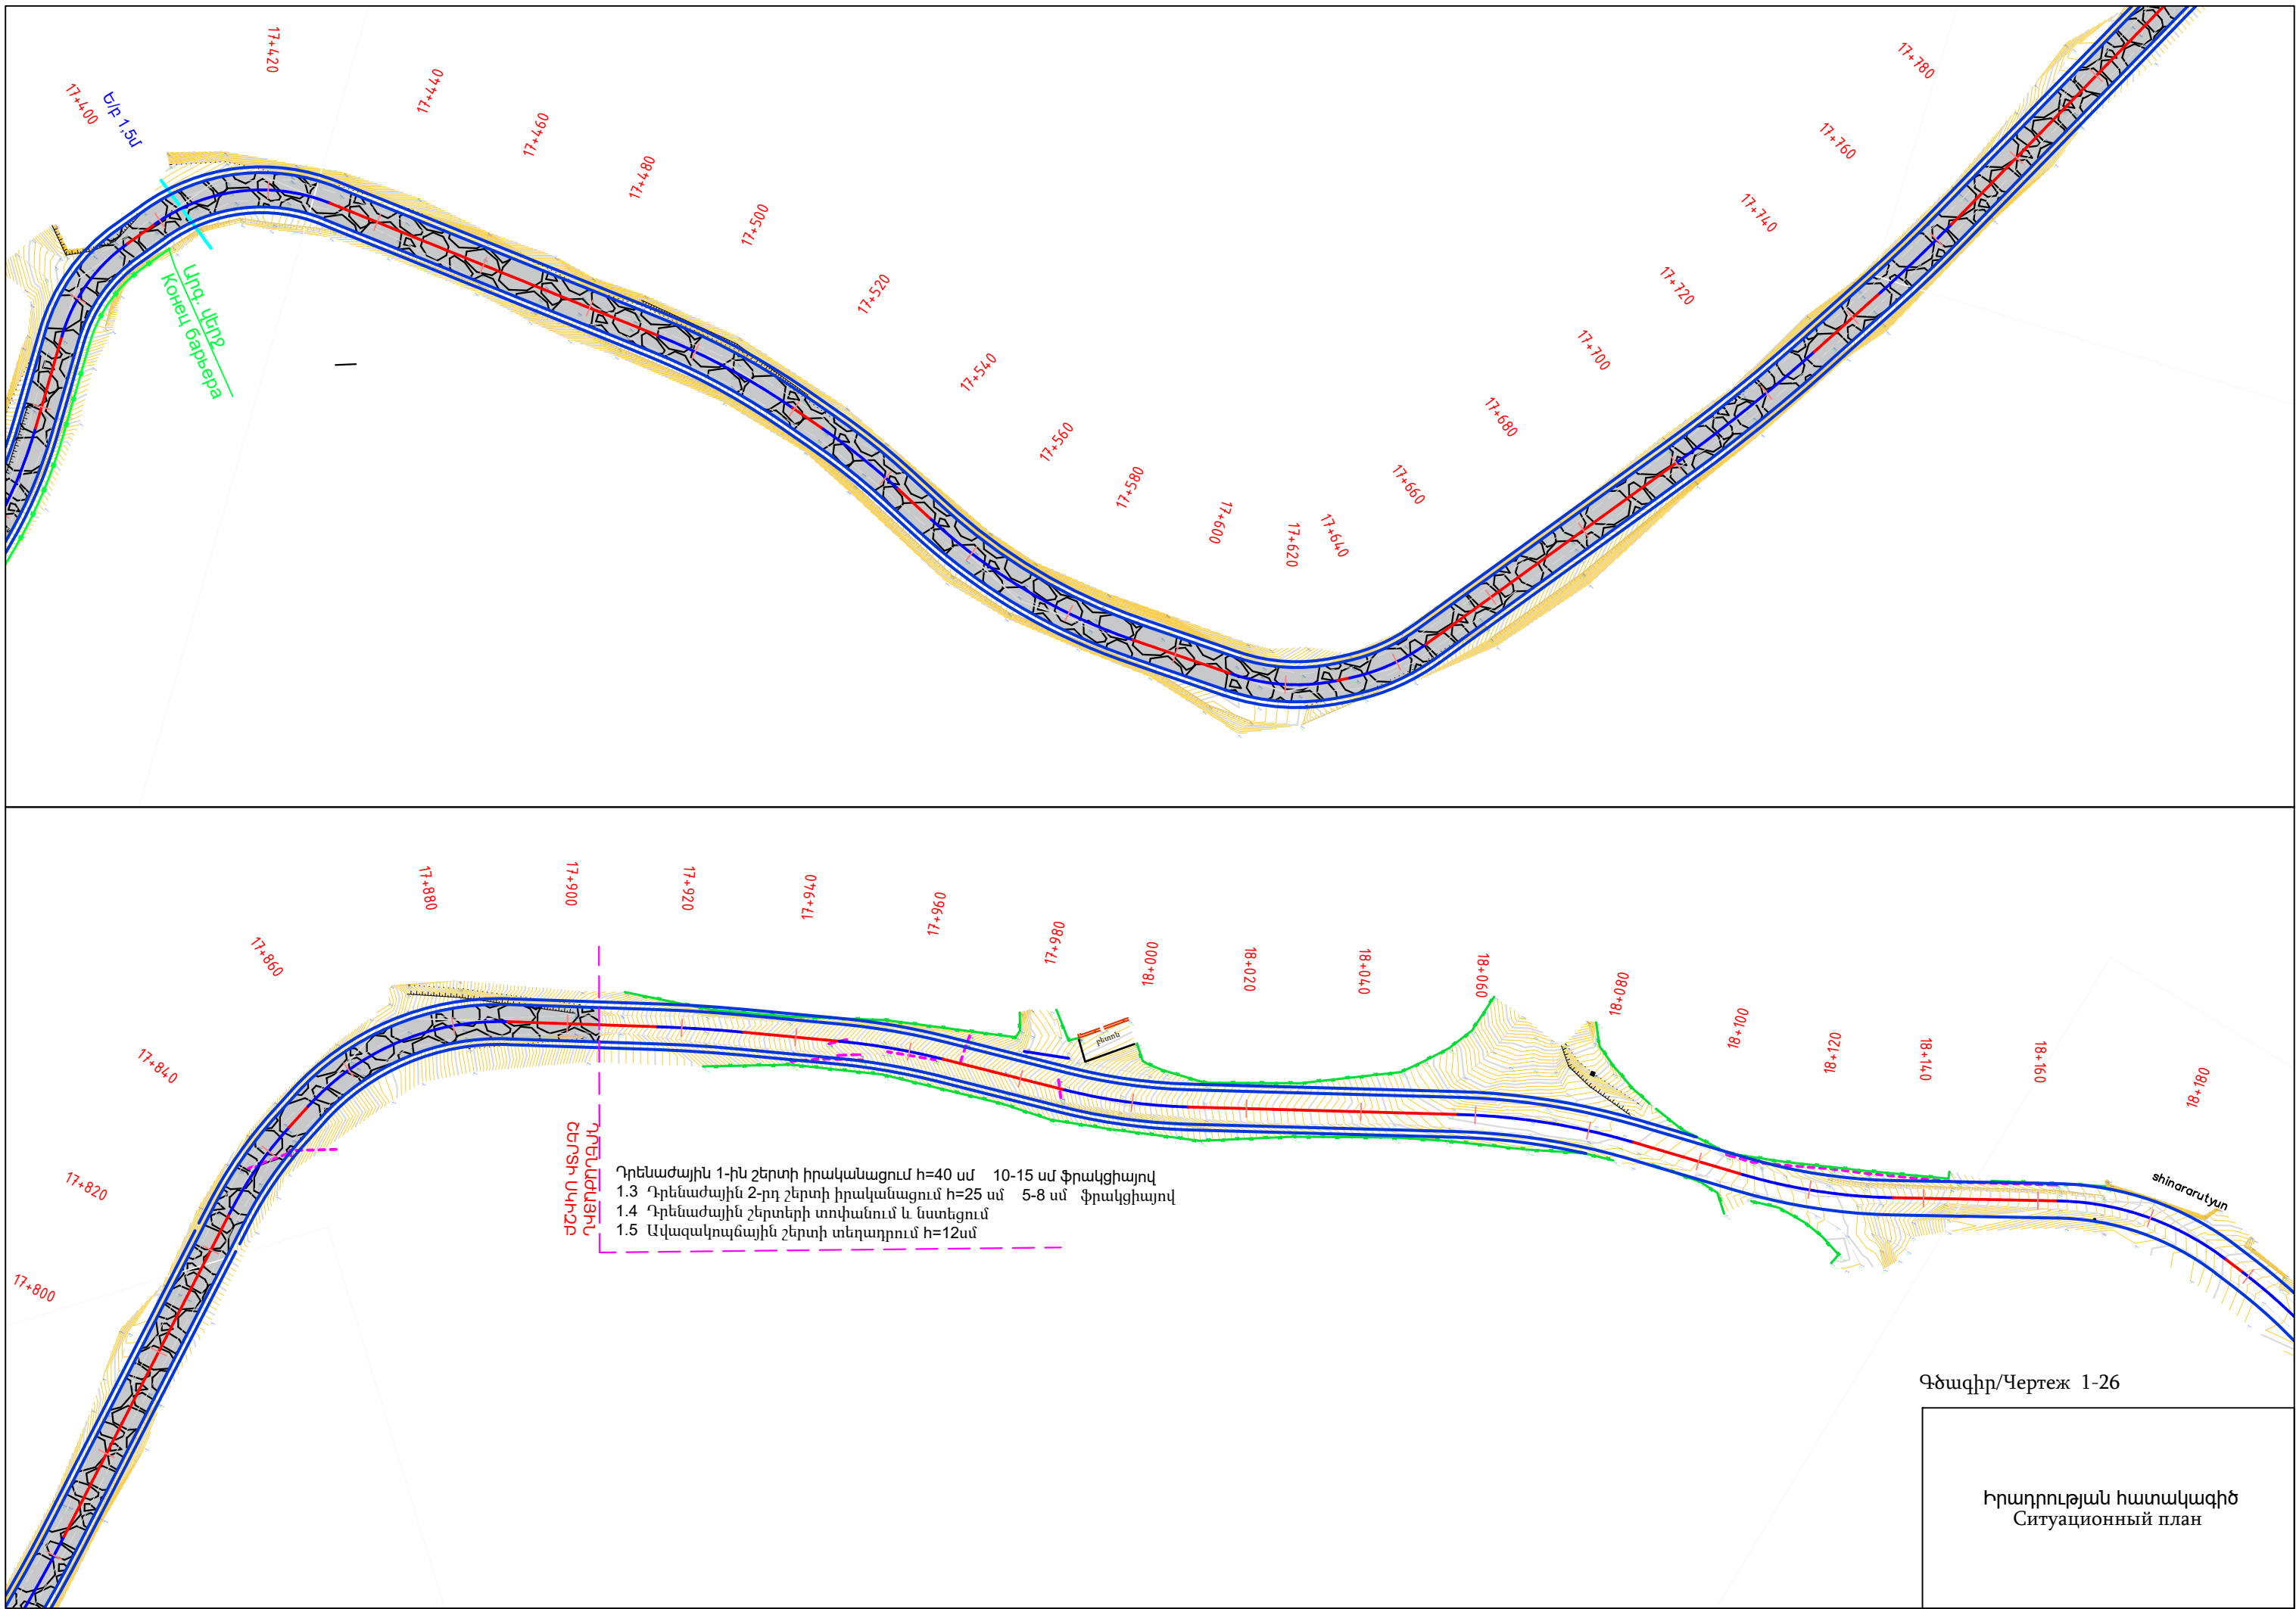 17+400
Ե/բ 1,5մ
17+420
17+440
17+460
17+480
17+500
17+520
17+540
17+560
17+580
17+600
17+620
17+640
17+660
17+680
17+700
17+720
17+740
17+760
17+780
Արգ. վերջ
Конец барьера
17+800
17+820
17+840
17+860
17+880
17+900
17+920
17+940
17+960
17+980
18+000
18+020
18+040
18+060
18+080
18+100
18+120
18+140
18+160
18+180
բետոն
shinararutyun
ԴՐԵՆԱԺԱՅԻՆ
ՇԵՐՏԻ ՍԿԻԶԲ
Դրենաժային 1-ին շերտի իրականացում h=40 սմ 10-15 սմ ֆրակցիայով
1.3 Դրենաժային 2-րդ շերտի իրականացում h=25 սմ 5-8 սմ ֆրակցիայով
1.4 Դրենաժային շերտերի տոփանում և նստեցում
1.5 Ավազակոպճային շերտի տեղադրում h=12սմ
Գծագիր/Чертеж 1-26
Իրադրության հատակագիծ
Ситуационный план